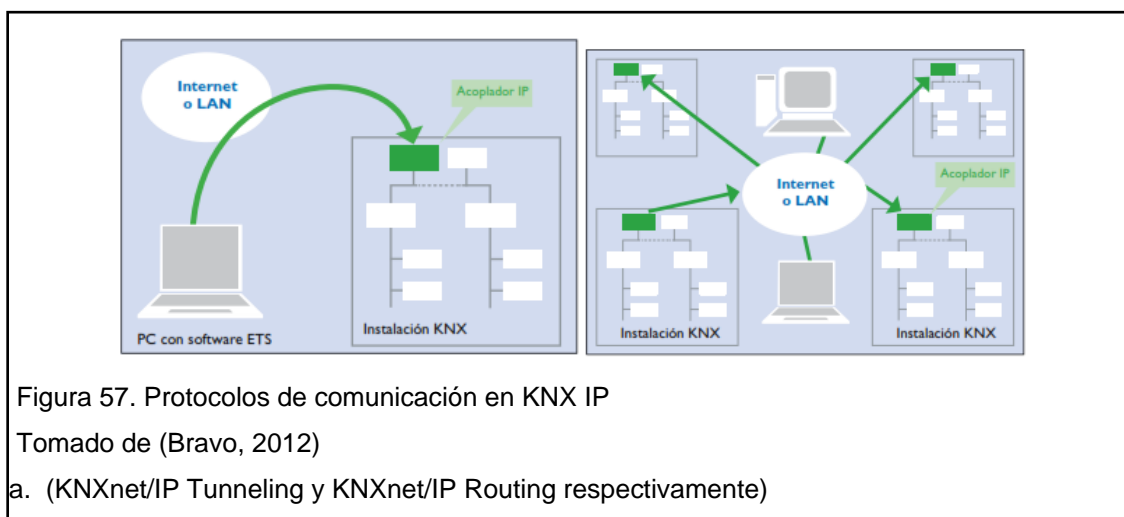 Internet
o LAN
Acoplador IP
PC con software ETS
Instalación KNX
Internet
o LAN
Acoplador IP
Instalación KNX
Instalación KNX
Figura 57. Protocolos de comunicación en KNX IP
Tomado de (Bravo, 2012)
a. (KNXnet/IP Tunneling y KNXnet/IP Routing respectivamente)